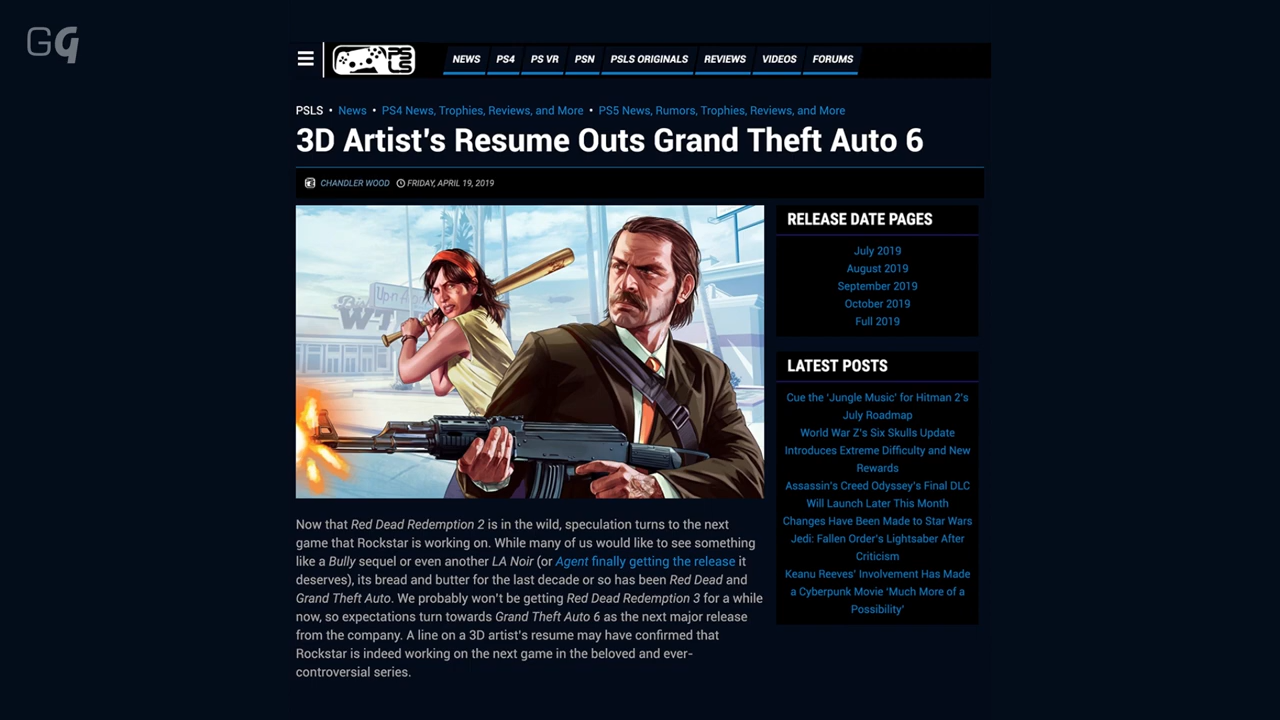 GG
NEWS PS4 PS VR PSN PSLS ORIGINALS REVIEWS VIDEOS FORUMS
PSLS • News • PS4 News, Trophies, Reviews, and More • PS5 News, Rumors, Trophies, Reviews, and More
3D Artist's Resume Outs Grand Theft Auto 6
CHANDLER WOOD FRIDAY, APRIL 19, 2019
Up-n-A
WT
Now that Red Dead Redemption 2 is in the wild, speculation turns to the next
game that Rockstar is working on. While many of us would like to see something
like a Bully sequel or even another LA Noir (or Agent finally getting the release it
deserves), its bread and butter for the last decade or so has been Red Dead and
Grand Theft Auto. We probably won't be getting Red Dead Redemption 3 for a while
now, so expectations turn towards Grand Theft Auto 6 as the next major release
from the company. A line on a 3D artist's resume may have confirmed that
Rockstar is indeed working on the next game in the beloved and ever-
controversial series.
RELEASE DATE PAGES
July 2019
August 2019
September 2019
October 2019
Full 2019
LATEST POSTS
Cue the 'Jungle Music' for Hitman 2's
July Roadmap
World War Z's Six Skulls Update
Introduces Extreme Difficulty and New
Rewards
Assassin's Creed Odyssey's Final DLC
Will Launch Later This Month
Changes Have Been Made to Star Wars
Jedi: Fallen Order's Lightsaber After
Criticism
Keanu Reeves' Involvement Has Made
a Cyberpunk Movie 'Much More of a
Possibility'